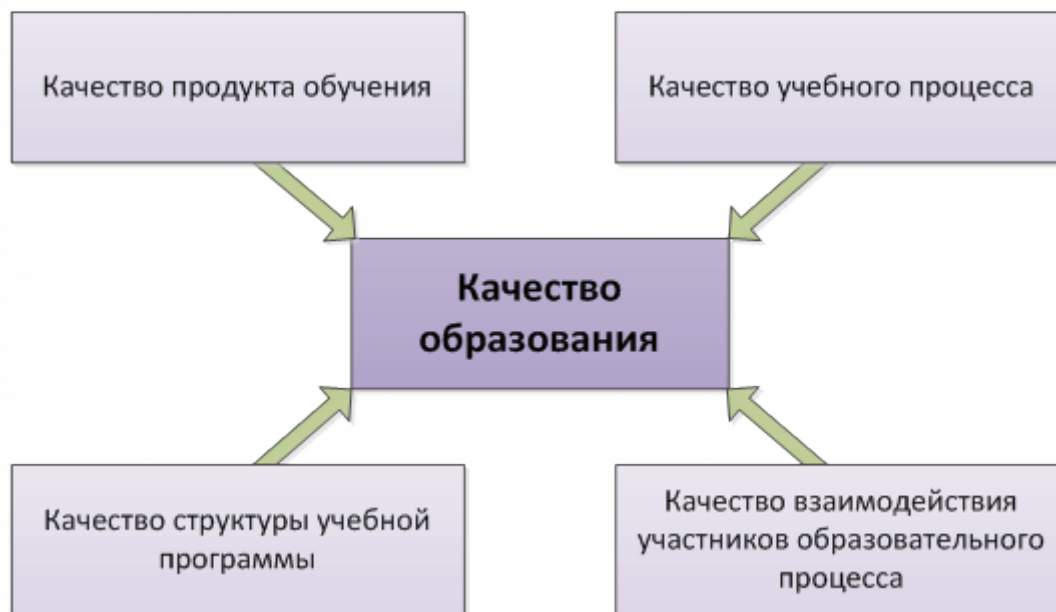 Качество продукта обучения
Качество учебного процесса
Качество
образования
Качество структуры учебной
программы
Качество взаимодействия
участников образовательного
процесса